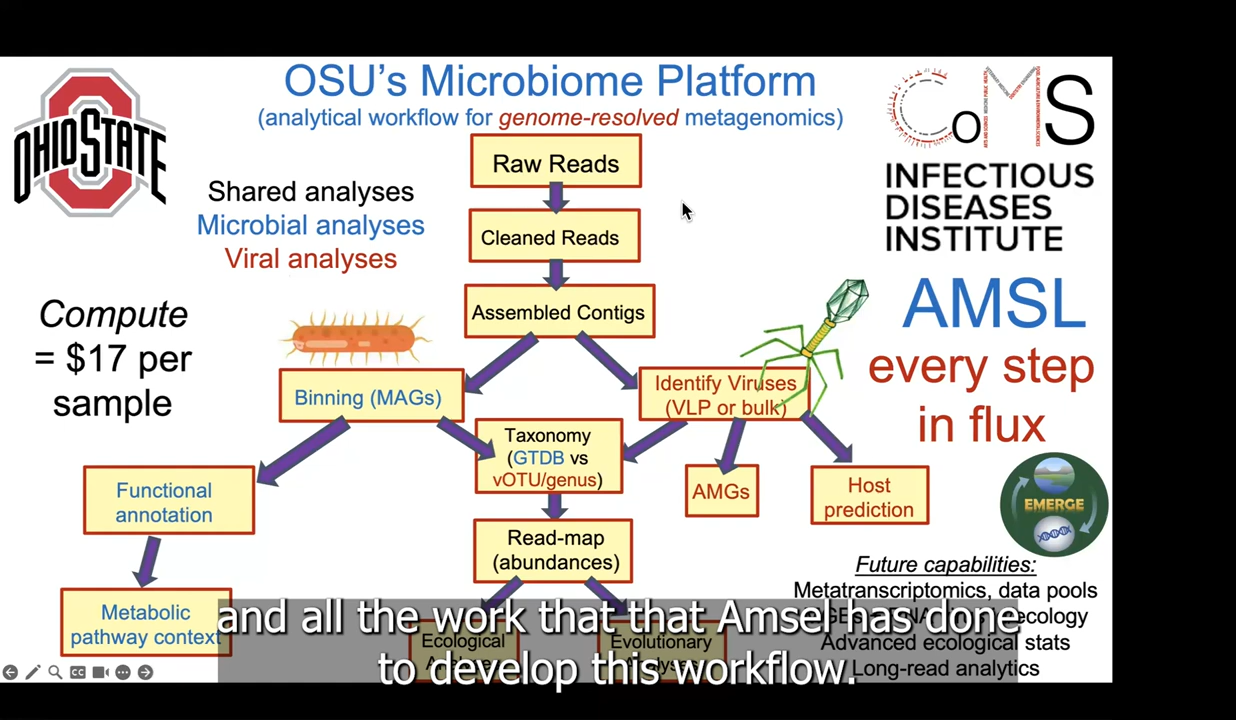 OSU's Microbiome Platform
(analytical workflow for genome-resolved metagenomics)
OHIO STATE
CoMS
INFECTIOUS
DISEASES
INSTITUTE
Shared analyses
Microbial analyses
Viral analyses
Compute
= $17 per
sample
AMSL
every step
in flux
Raw Reads
Cleaned Reads
Assembled Contigs
Binning (MAGs)
Identify Viruses
(VLP or bulk)
Taxonomy
(GTDB vs
vOTU/genus)
AMGs
Host
prediction
Functional
annotation
Read-map
(abundances)
Metabolic
pathway context
Ecological
Evolutionary
EMERGE
Future capabilities:
Metatranscriptomics, data pools
ecology
Advanced ecological stats
Long-read analytics
and all the work that that Amsel has done
to develop this workflow.
CC